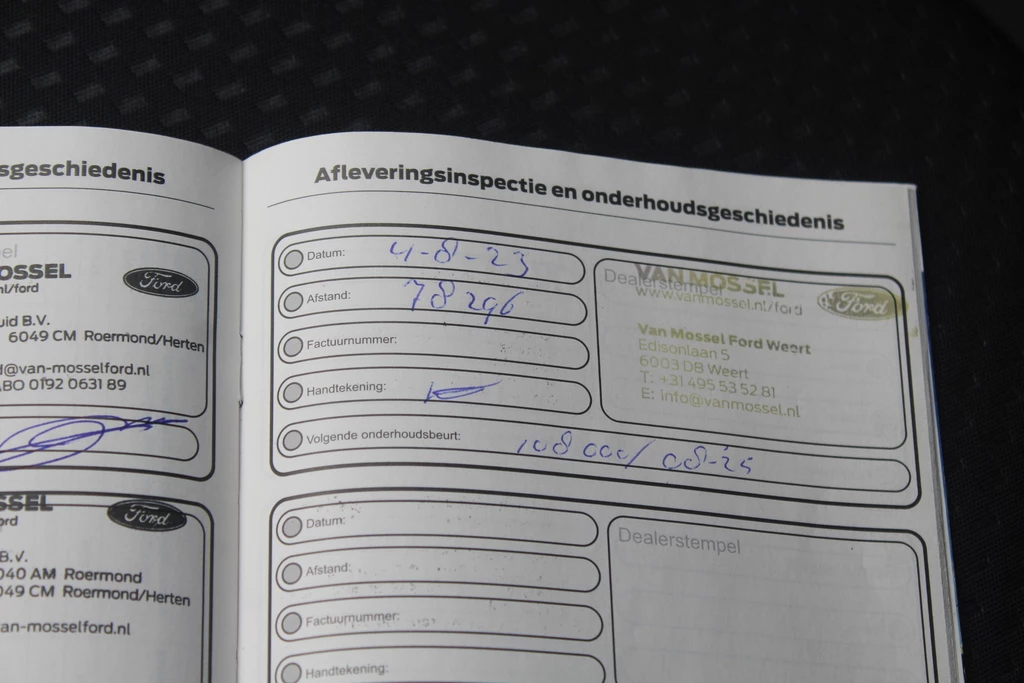 sgeschiedenis
el
OSSEL
nl/ford
Ford
uid B.V.
6049 CM Roermond/Herten
d@van-mosselford.nl
ABO 0192 0631 89
SSEL
ord
Ford
B.V.
040 AM Roermond
049 CM Roermond/Herten
an-mosselford.nl
Afleveringsinspectie en onderhoudsgeschiedenis
Datum: 4-8-23
Afstand: 78296
Factuurnummer:
Handtekening:
Volgende onderhoudsbeurt: 108 000/ 08-25
Dealerstempel
VAN MOSSEL
www.vanmossel.nl/ford
Ford
Van Mossel Ford Weert
Edisonlaan 5
6003 DB Weert
T: +31 495 53 52 81
E: info@vanmossel.nl
Datum:
Afstand:
Factuurnummer:
Handtekening:
Dealerstempel